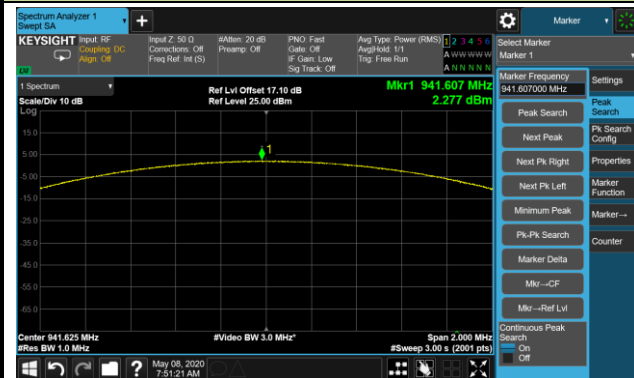 Spectrum Analyzer 1
Swept SA
+
Marker
KEYSIGHT
Input: RF
Coupling: DC
Align: Off
Input Z: 50 Ω
Corrections: Off
Freq Ref: Int (S)
#Atten: 20 dB
Preamp: Off
PNO: Fast
Gate: Off
IF Gain: Low
Sig Track: Off
Avg Type: Power (RMS)
Avg|Hold: 1/1
Trig: Free Run
1 2 3 4 5 6
A W W W W W
A N N N N N
Select Marker
Marker 1
1 Spectrum
Scale/Div 10 dB
Log
Ref Lvl Offset 17.10 dB
Ref Level 25.00 dBm
Mkr1 941.607 MHz
2.277 dBm
15.0
5.00
-5.00
-15.0
-25.0
-35.0
-45.0
-55.0
-65.0
1
Center 941.625 MHz
#Res BW 1.0 MHz
#Video BW 3.0 MHz*
Span 2.000 MHz
#Sweep 3.00 s (2001 pts)
Marker Frequency
941.607000 MHz
Peak Search
Next Peak
Next Pk Right
Next Pk Left
Minimum Peak
Pk-Pk Search
Marker Delta
Mkr→CF
Mkr→Ref Lvl
Continuous Peak
Search
On
Off
Settings
Peak
Search
Pk Search
Config
Properties
Marker
Function
Marker→
Counter
?
May 08, 2020
7:51:21 AM